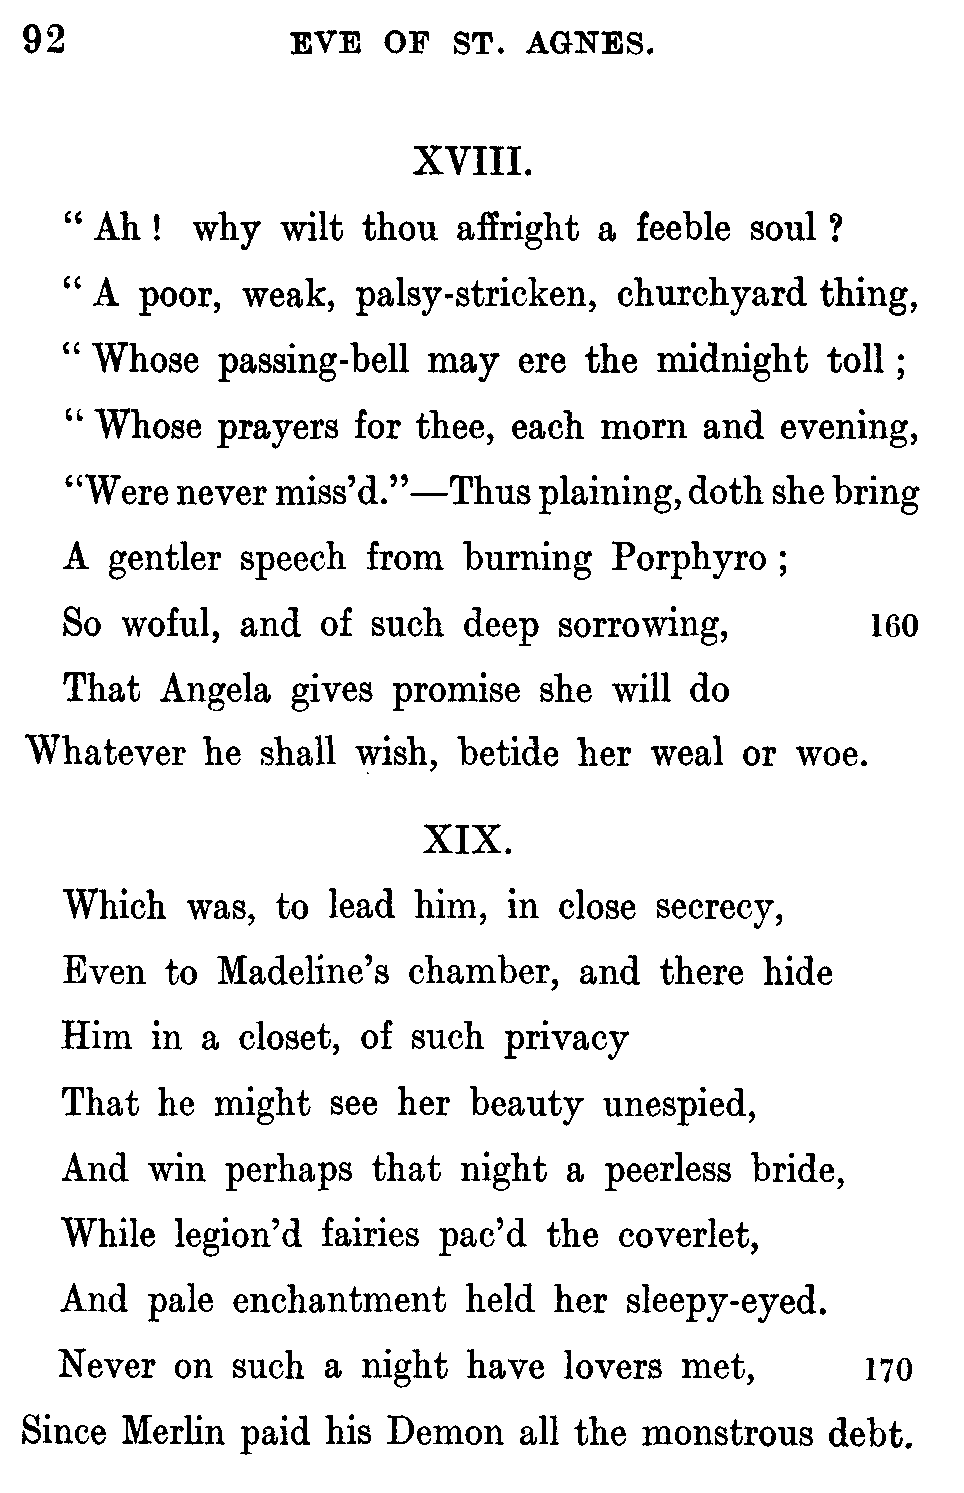 92 EVE OF ST. AGNES.
XVIII.
“ Ah ! why wilt thou affright a feeble soul ?
“ A poor, weak, palsy-stricken, churchyard thing,
“ Whose passing-bell may ere the midnight toll ;
“ Whose prayers for thee, each morn and evening,
“Were never miss’d.”—Thus plaining, doth she bring
A gentler speech from burning Porphyro ;
So woful, and of such deep sorrowing, 160
That Angela gives promise she will do
Whatever he shall wish, betide her weal or woe.
XIX.
Which was, to lead him, in close secrecy,
Even to Madeline’s chamber, and there hide
Him in a closet, of such privacy
That he might see her beauty unespied,
And win perhaps that night a peerless bride,
While legion’d fairies pac’d the coverlet,
And pale enchantment held her sleepy-eyed.
Never on such a night have lovers met, 170
Since Merlin paid his Demon all the monstrous debt.